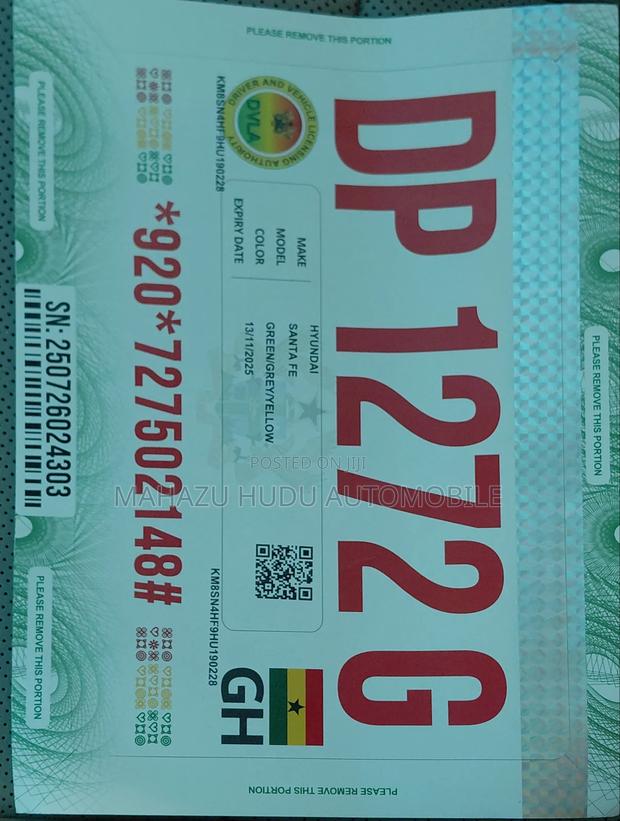 PLEASE REMOVE THIS PORTION
PLEASE REMOVE THIS PORTION
DP 1272 G
DRIVER AND VEHICLE LICENSING AUTHORITY
DVLA
MAKE HYUNDAI
MODEL SANTA FE
COLOR GREEN/GREY/YELLOW
EXPIRY DATE 13/11/2025
GH
KM8SN4HF9HU190228
KM8SN4HF9HU190228
*920*727502148#
SN: 250726024303
PLEASE REMOVE THIS PORTION
PLEASE REMOVE THIS PORTION
PLEASE REMOVE THIS PORTION
POSTED ON JIJI
MAHAZU HUDU AUTOMOBILE